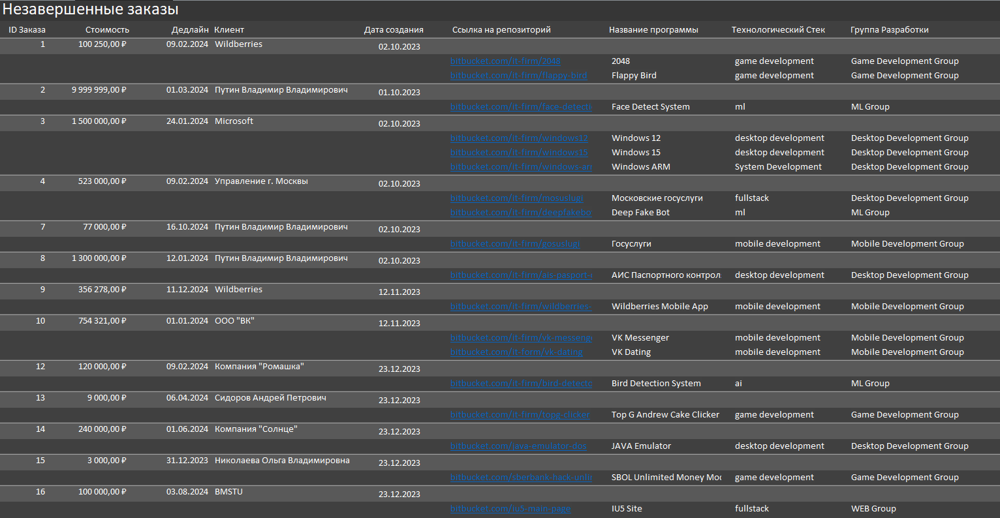 Незавершенные заказы
ID Заказа Стоимость Дедлайн Клиент Дата создания Ссылка на репозиторий Название программы Технологический Стек Группа Разработки
1 100 250,00 ₽ 09.02.2024 Wildberries 02.10.2023
bitbucket.com/it-firm/2048 2048 game development Game Development Group
bitbucket.com/it-firm/flappy-bird Flappy Bird game development Game Development Group
2 9 999 999,00 ₽ 01.03.2024 Путин Владимир Владимирович 01.10.2023
bitbucket.com/it-firm/face-detecti Face Detect System ml ML Group
3 1 500 000,00 ₽ 24.01.2024 Microsoft 02.10.2023
bitbucket.com/it-firm/windows12 Windows 12 desktop development Desktop Development Group
bitbucket.com/it-firm/windows15 Windows 15 desktop development Desktop Development Group
bitbucket.com/it-firm/windows-ar Windows ARM System Development Desktop Development Group
4 523 000,00 ₽ 09.02.2024 Управление г. Москвы 02.10.2023
bitbucket.com/it-firm/mosuslugi Московские госуслуги fullstack Desktop Development Group
bitbucket.com/it-firm/deepfakebo Deep Fake Bot ml ML Group
7 77 000,00 ₽ 16.10.2024 Путин Владимир Владимирович 02.10.2023
bitbucket.com/it-firm/gosuslugi Госуслуги mobile development Mobile Development Group
8 1 300 000,00 ₽ 12.01.2024 Путин Владимир Владимирович 02.10.2023
bitbucket.com/it-firm/ais-pasport- АИС Паспортного контрол desktop development Desktop Development Group
9 356 278,00 ₽ 11.12.2024 Wildberries 12.11.2023
bitbucket.com/it-firm/wildberries- Wildberries Mobile App mobile development Mobile Development Group
10 754 321,00 ₽ 01.01.2024 ООО "ВК" 12.11.2023
bitbucket.com/it-firm/vk-messeng VK Messenger mobile development Mobile Development Group
bitbucket.com/it-form/vk-dating VK Dating mobile development Mobile Development Group
12 120 000,00 ₽ 09.02.2024 Компания "Ромашка" 23.12.2023
bitbucket.com/it-firm/bird-detecto Bird Detection System ai ML Group
13 9 000,00 ₽ 06.04.2024 Сидоров Андрей Петрович 23.12.2023
bitbucket.com/it-firm/topg-clicker Top G Andrew Cake Clicker game development Game Development Group
14 240 000,00 ₽ 01.06.2024 Компания "Солнце" 23.12.2023
bitbucket.com/java-emulator-dos JAVA Emulator desktop development Desktop Development Group
15 3 000,00 ₽ 31.12.2023 Николаева Ольга Владимировна 23.12.2023
bitbucket.com/sberbank-hack-unli SBOL Unlimited Money Mo game development Game Development Group
16 100 000,00 ₽ 03.08.2024 BMSTU 23.12.2023
bitbucket.com/iu5-main-page IU5 Site fullstack WEB Group